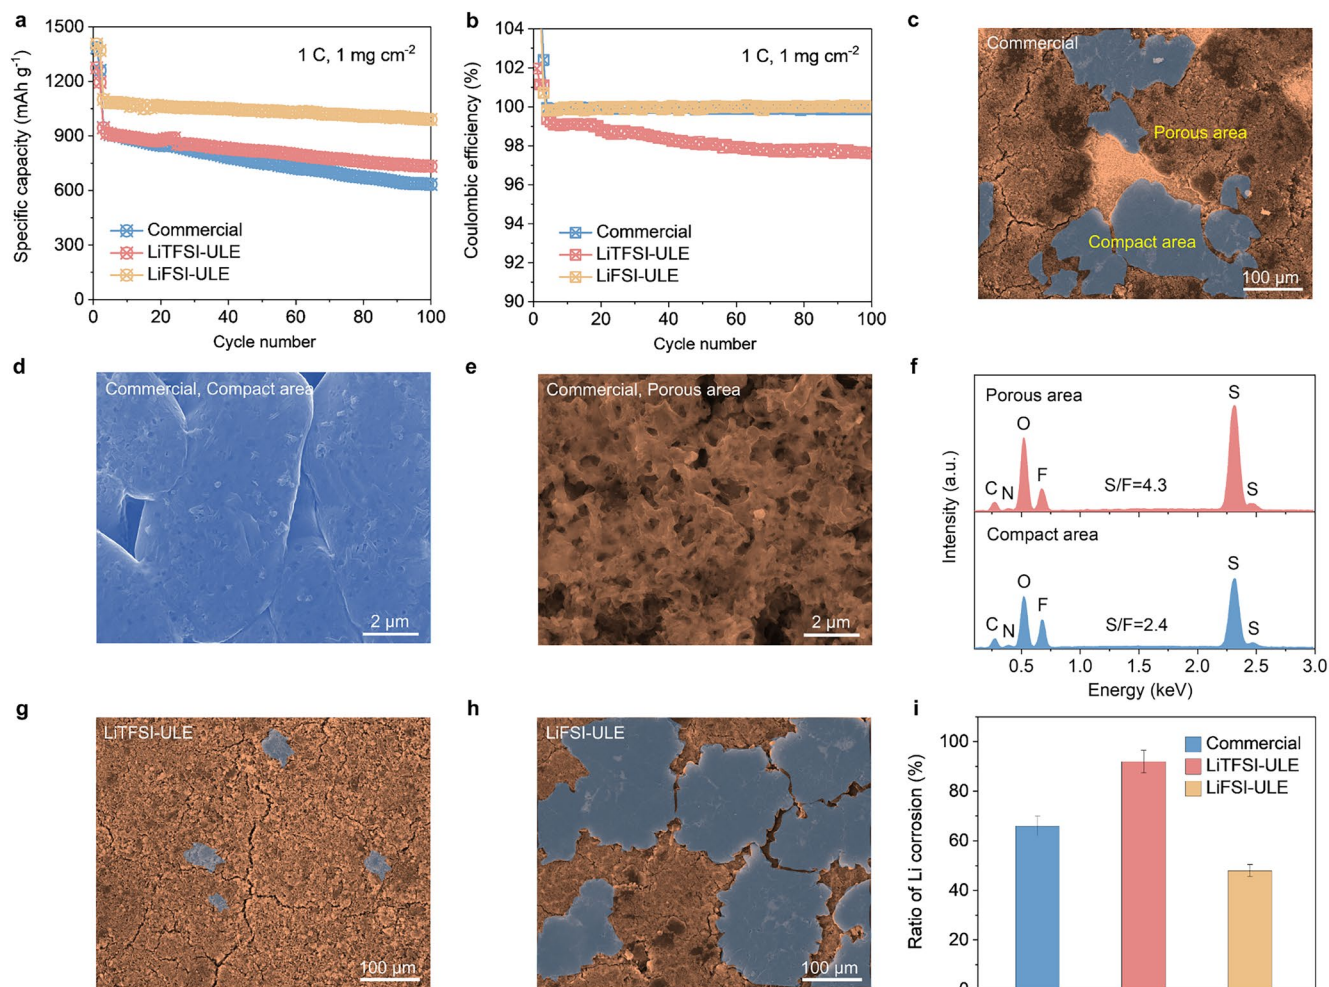 a
1500
1200
900
600
300
0
Specific capacity (mAh g⁻¹)
1 C, 1 mg cm⁻²
Commercial
LiTFSI-ULE
LiFSI-ULE
0 20 40 60 80 100
Cycle number
b
104
102
100
98
96
94
92
90
Coulombic efficiency (%)
1 C, 1 mg cm⁻²
Commercial
LiTFSI-ULE
LiFSI-ULE
0 20 40 60 80 100
Cycle number
c
Commercial
Porous area
Compact area
100 µm
d
Commercial, Compact area
2 µm
e
Commercial, Porous area
2 µm
f
Intensity (a.u.)
Porous area
C N O F S S
S/F=4.3
Compact area
C N O F S S
S/F=2.4
0.5 1.0 1.5 2.0 2.5 3.0
Energy (keV)
g
LiTFSI-ULE
100 µm
h
LiFSI-ULE
100 µm
i
100
80
60
40
20
0
Ratio of Li corrosion (%)
Commercial
LiTFSI-ULE
LiFSI-ULE